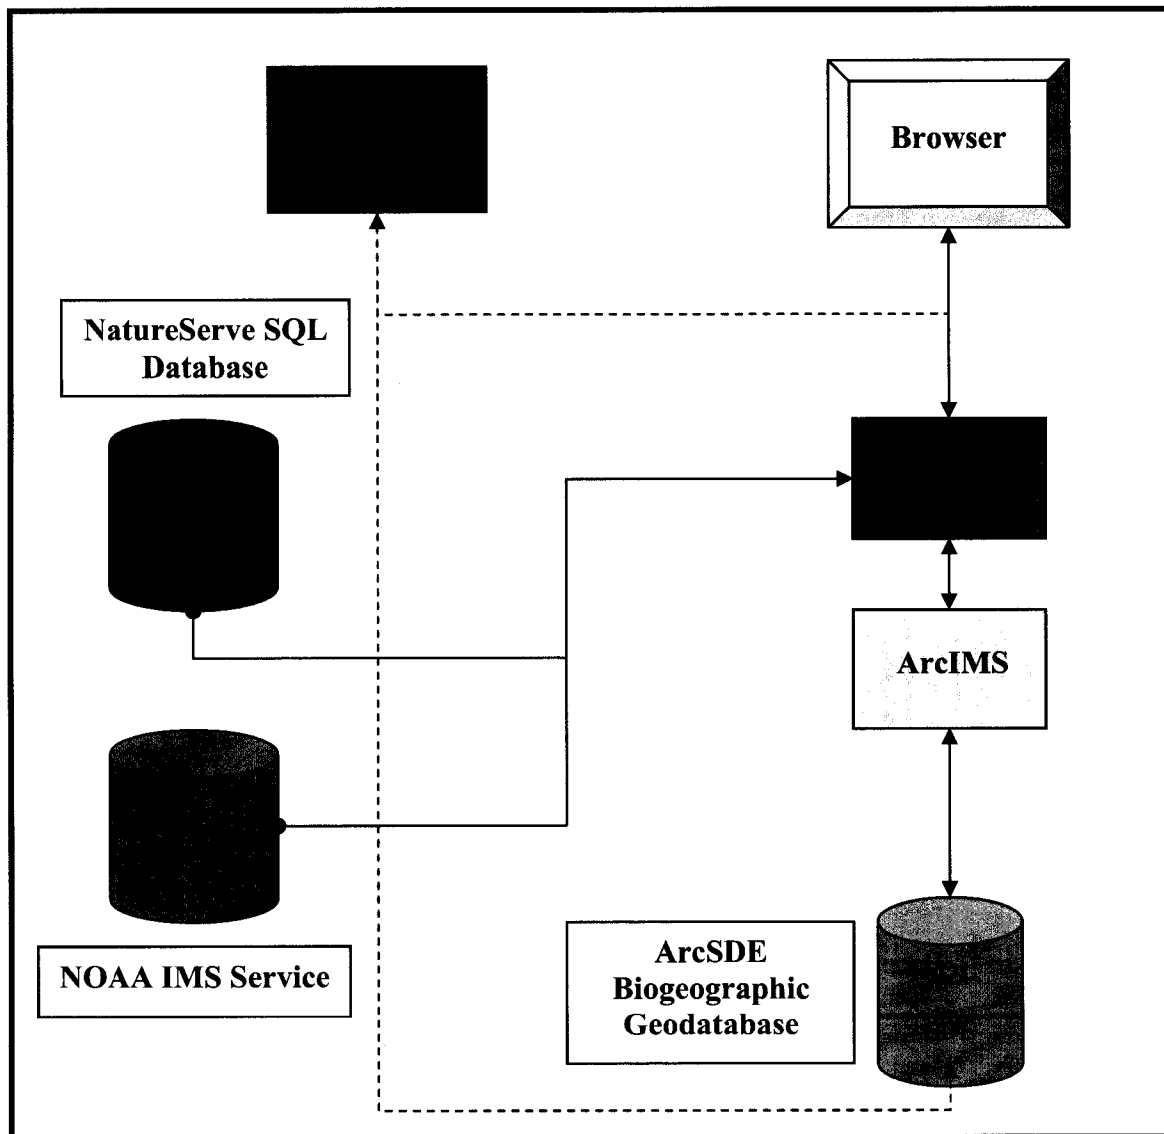 Browser
NatureServe SQL
Database
ArcIMS
NOAA IMS Service
ArcSDE
Biogeographic
Geodatabase